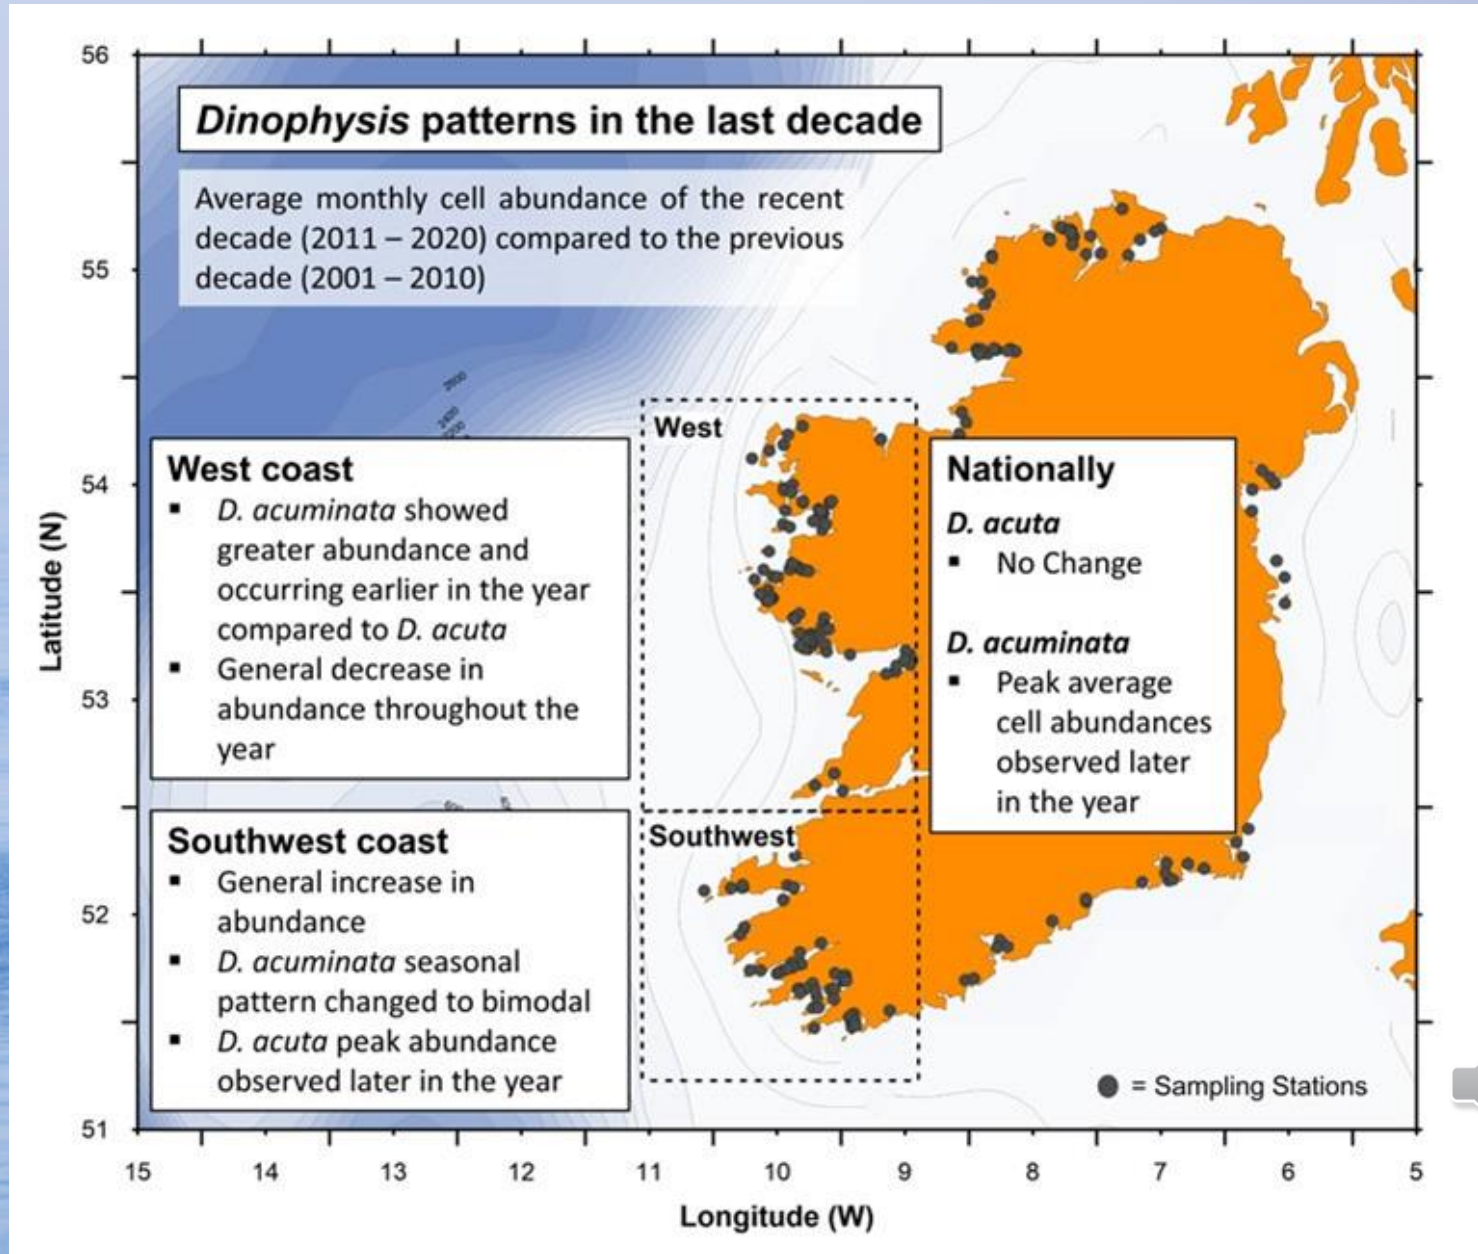 56
Dinophysis patterns in the last decade
Average monthly cell abundance of the recent
decade (2011 – 2020) compared to the previous
decade (2001 – 2010)
55
West
West coast
▪ D. acuminata showed
greater abundance and
occurring earlier in the year
compared to D. acuta
▪ General decrease in
abundance throughout the
year
Nationally
D. acuta
▪ No Change
D. acuminata
▪ Peak average
cell abundances
observed later
in the year
54
Latitude (N)
53
Southwest
Southwest coast
▪ General increase in
abundance
▪ D. acuminata seasonal
pattern changed to bimodal
▪ D. acuta peak abundance
observed later in the year
52
= Sampling Stations
51
15 14 13 12 11 10 9 8 7 6 5
Longitude (W)